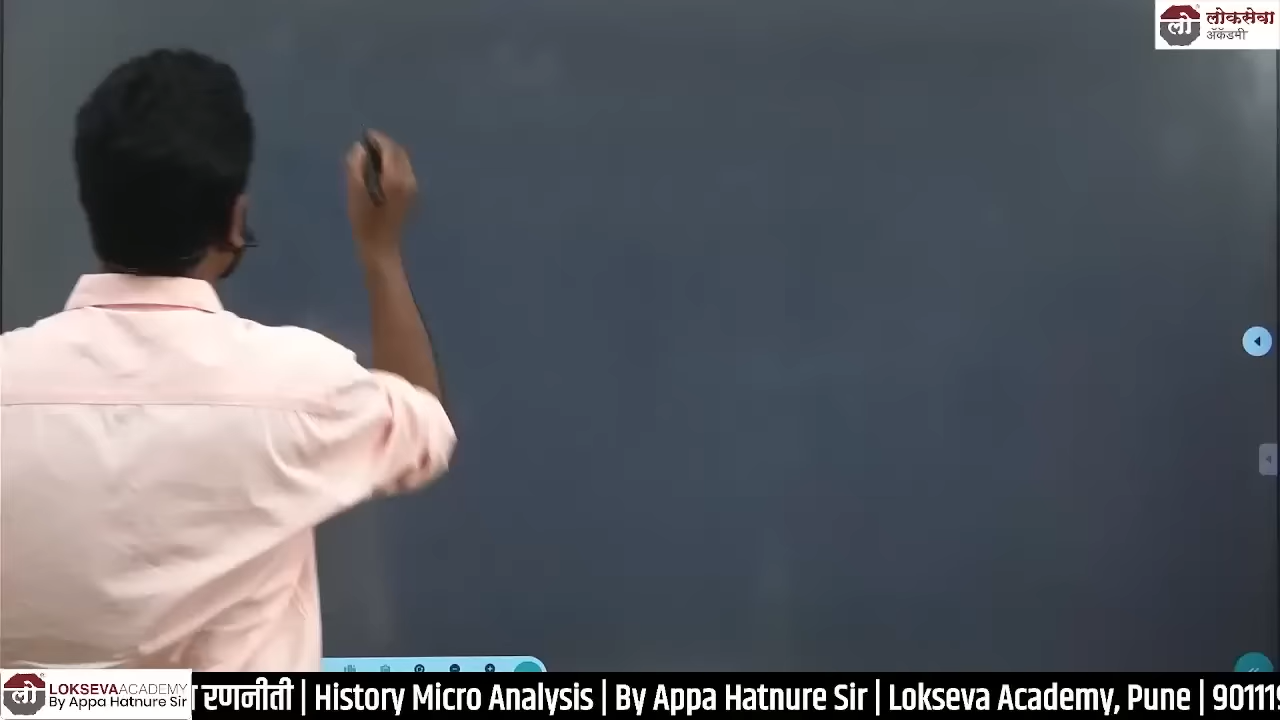 लोकसेवा
अ‍ॅकॅडमी
लो
लो
LOKSEVA ACADEMY
By Appa Hatnure Sir
रणनीती | History Micro Analysis | By Appa Hatnure Sir | Lokseva Academy, Pune | 90111